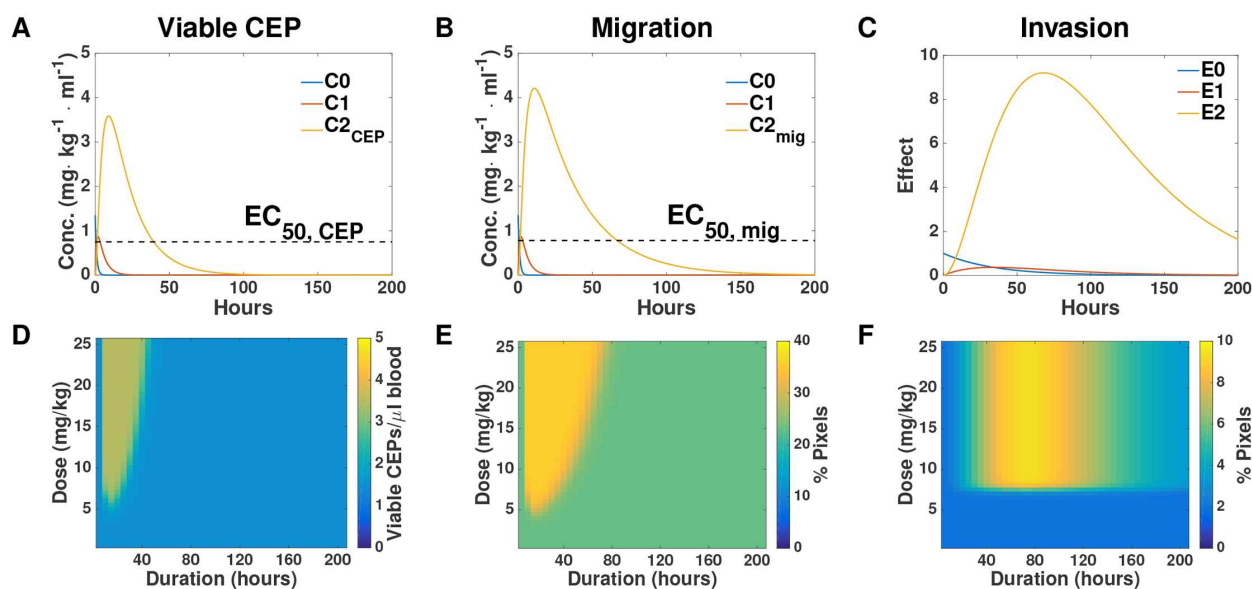 A Viable CEP
5
4
3
2
1
0
Conc. (mg· kg-1 · ml-1)
C0
C1
C2CEP
EC50, CEP
0 50 100 150 200
Hours
B Migration
5
4
3
2
1
0
Conc. (mg· kg-1 · ml-1)
C0
C1
C2mig
EC50, mig
0 50 100 150 200
Hours
C Invasion
10
8
6
4
2
0
Effect
E0
E1
E2
0 50 100 150 200
Hours
D
25
20
15
10
5
Dose (mg/kg)
40 80 120 160 200
Duration (hours)
5
4
3
2
1
0
Viable CEPs/μl blood
E
25
20
15
10
5
Dose (mg/kg)
40 80 120 160 200
Duration (hours)
40
30
20
10
0
% Pixels
F
25
20
15
10
5
Dose (mg/kg)
40 80 120 160 200
Duration (hours)
10
8
6
4
2
0
% Pixels